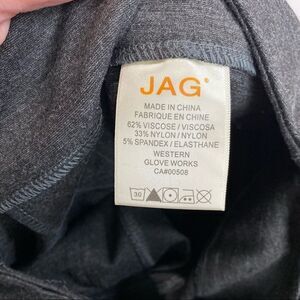 JAG®
MADE IN CHINA
FABRIQUE EN CHINE
62% VISCOSE / VISCOSA
33% NYLON / NYLON
5% SPANDEX / ELASTHANE
WESTERN
GLOVE WORKS
CA#00508
30